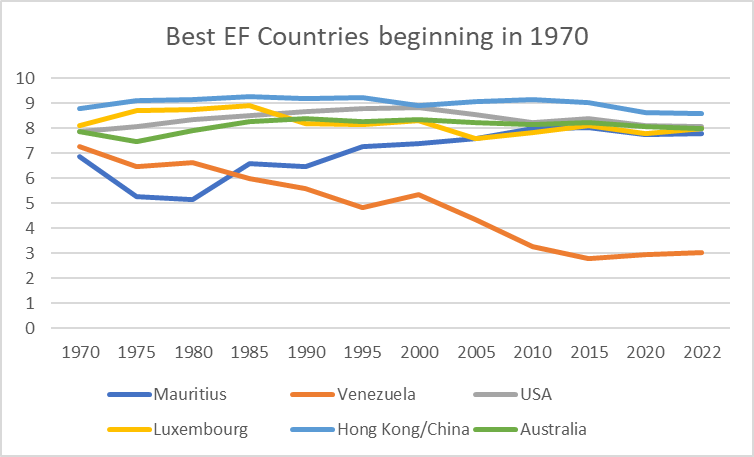 Best EF Countries beginning in 1970
10
9
8
7
6
5
4
3
2
1
0
1970 1975 1980 1985 1990 1995 2000 2005 2010 2015 2020 2022
Mauritius Venezuela USA
Luxembourg Hong Kong/China Australia